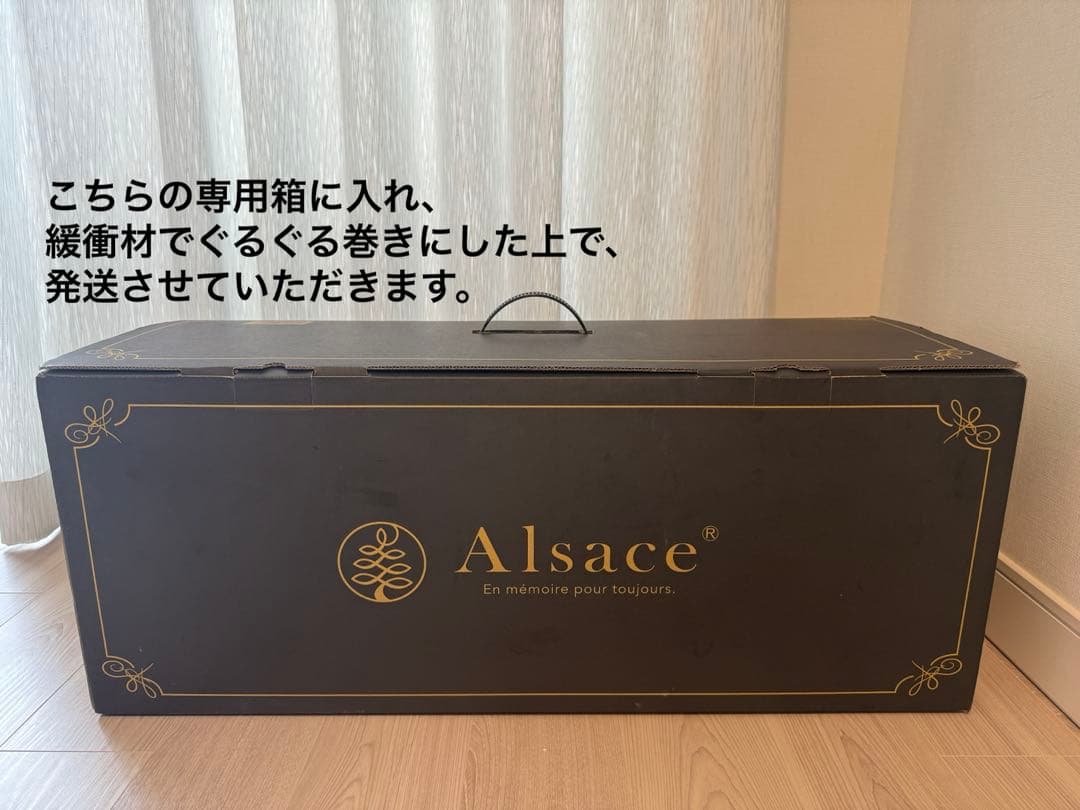 こちらの専用箱に入れ、
緩衝材でぐるぐる巻きにした上で、
発送させていただきます。
Alsace®
En mémoire pour toujours.